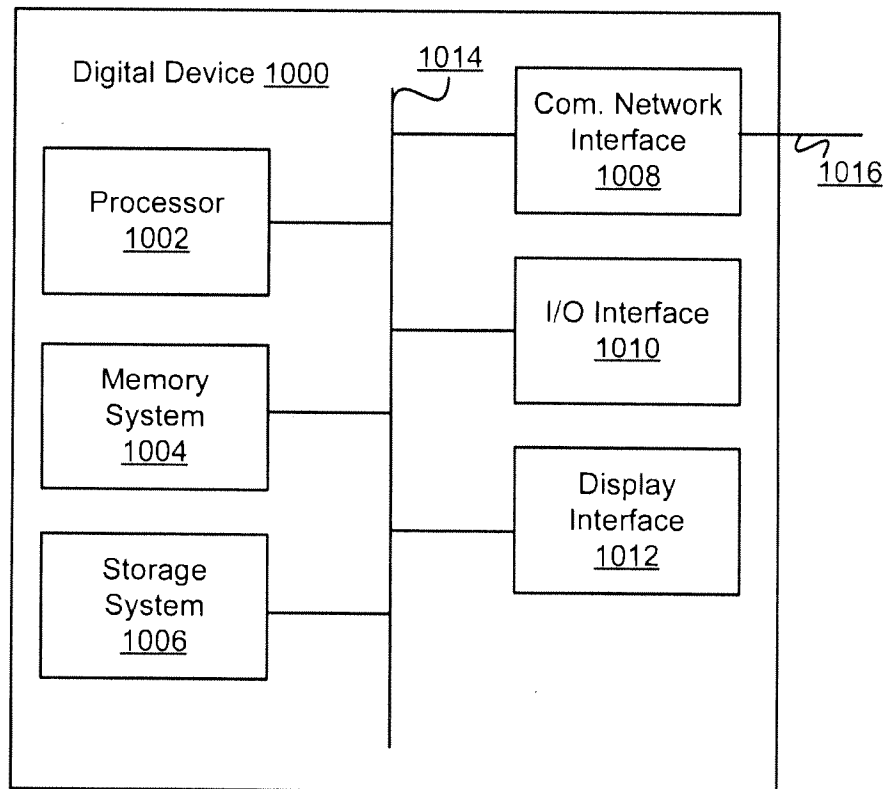 Digital Device 1000
1014
Com. Network
Interface
1008
1016
Processor
1002
I/O Interface
1010
Memory
System
1004
Display
Interface
1012
Storage
System
1006